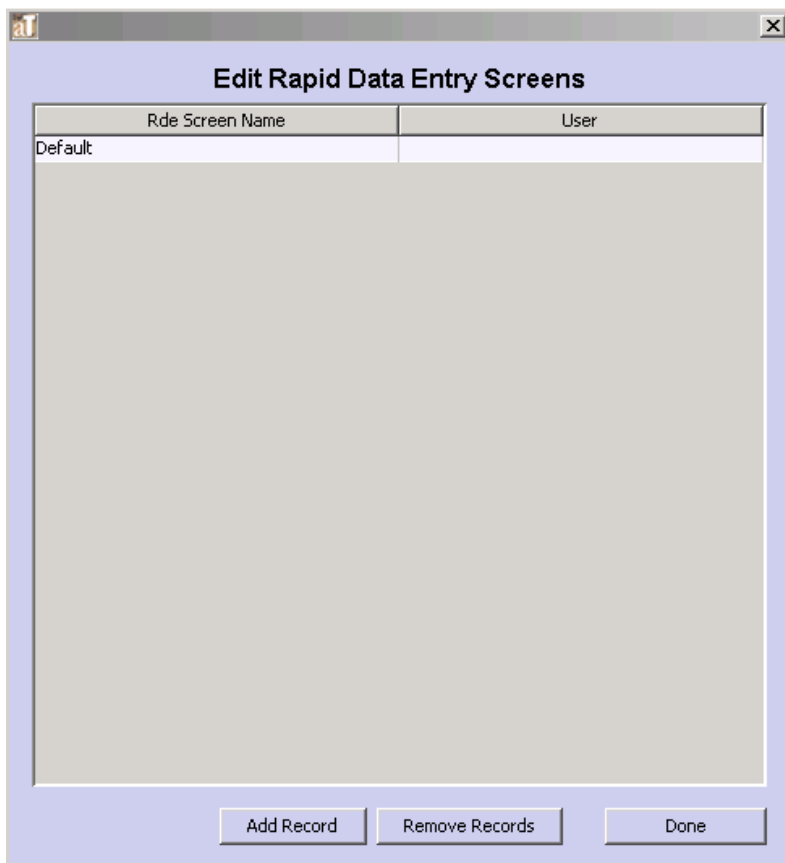 aT
Edit Rapid Data Entry Screens
Rde Screen Name User
Default
Add Record Remove Records Done